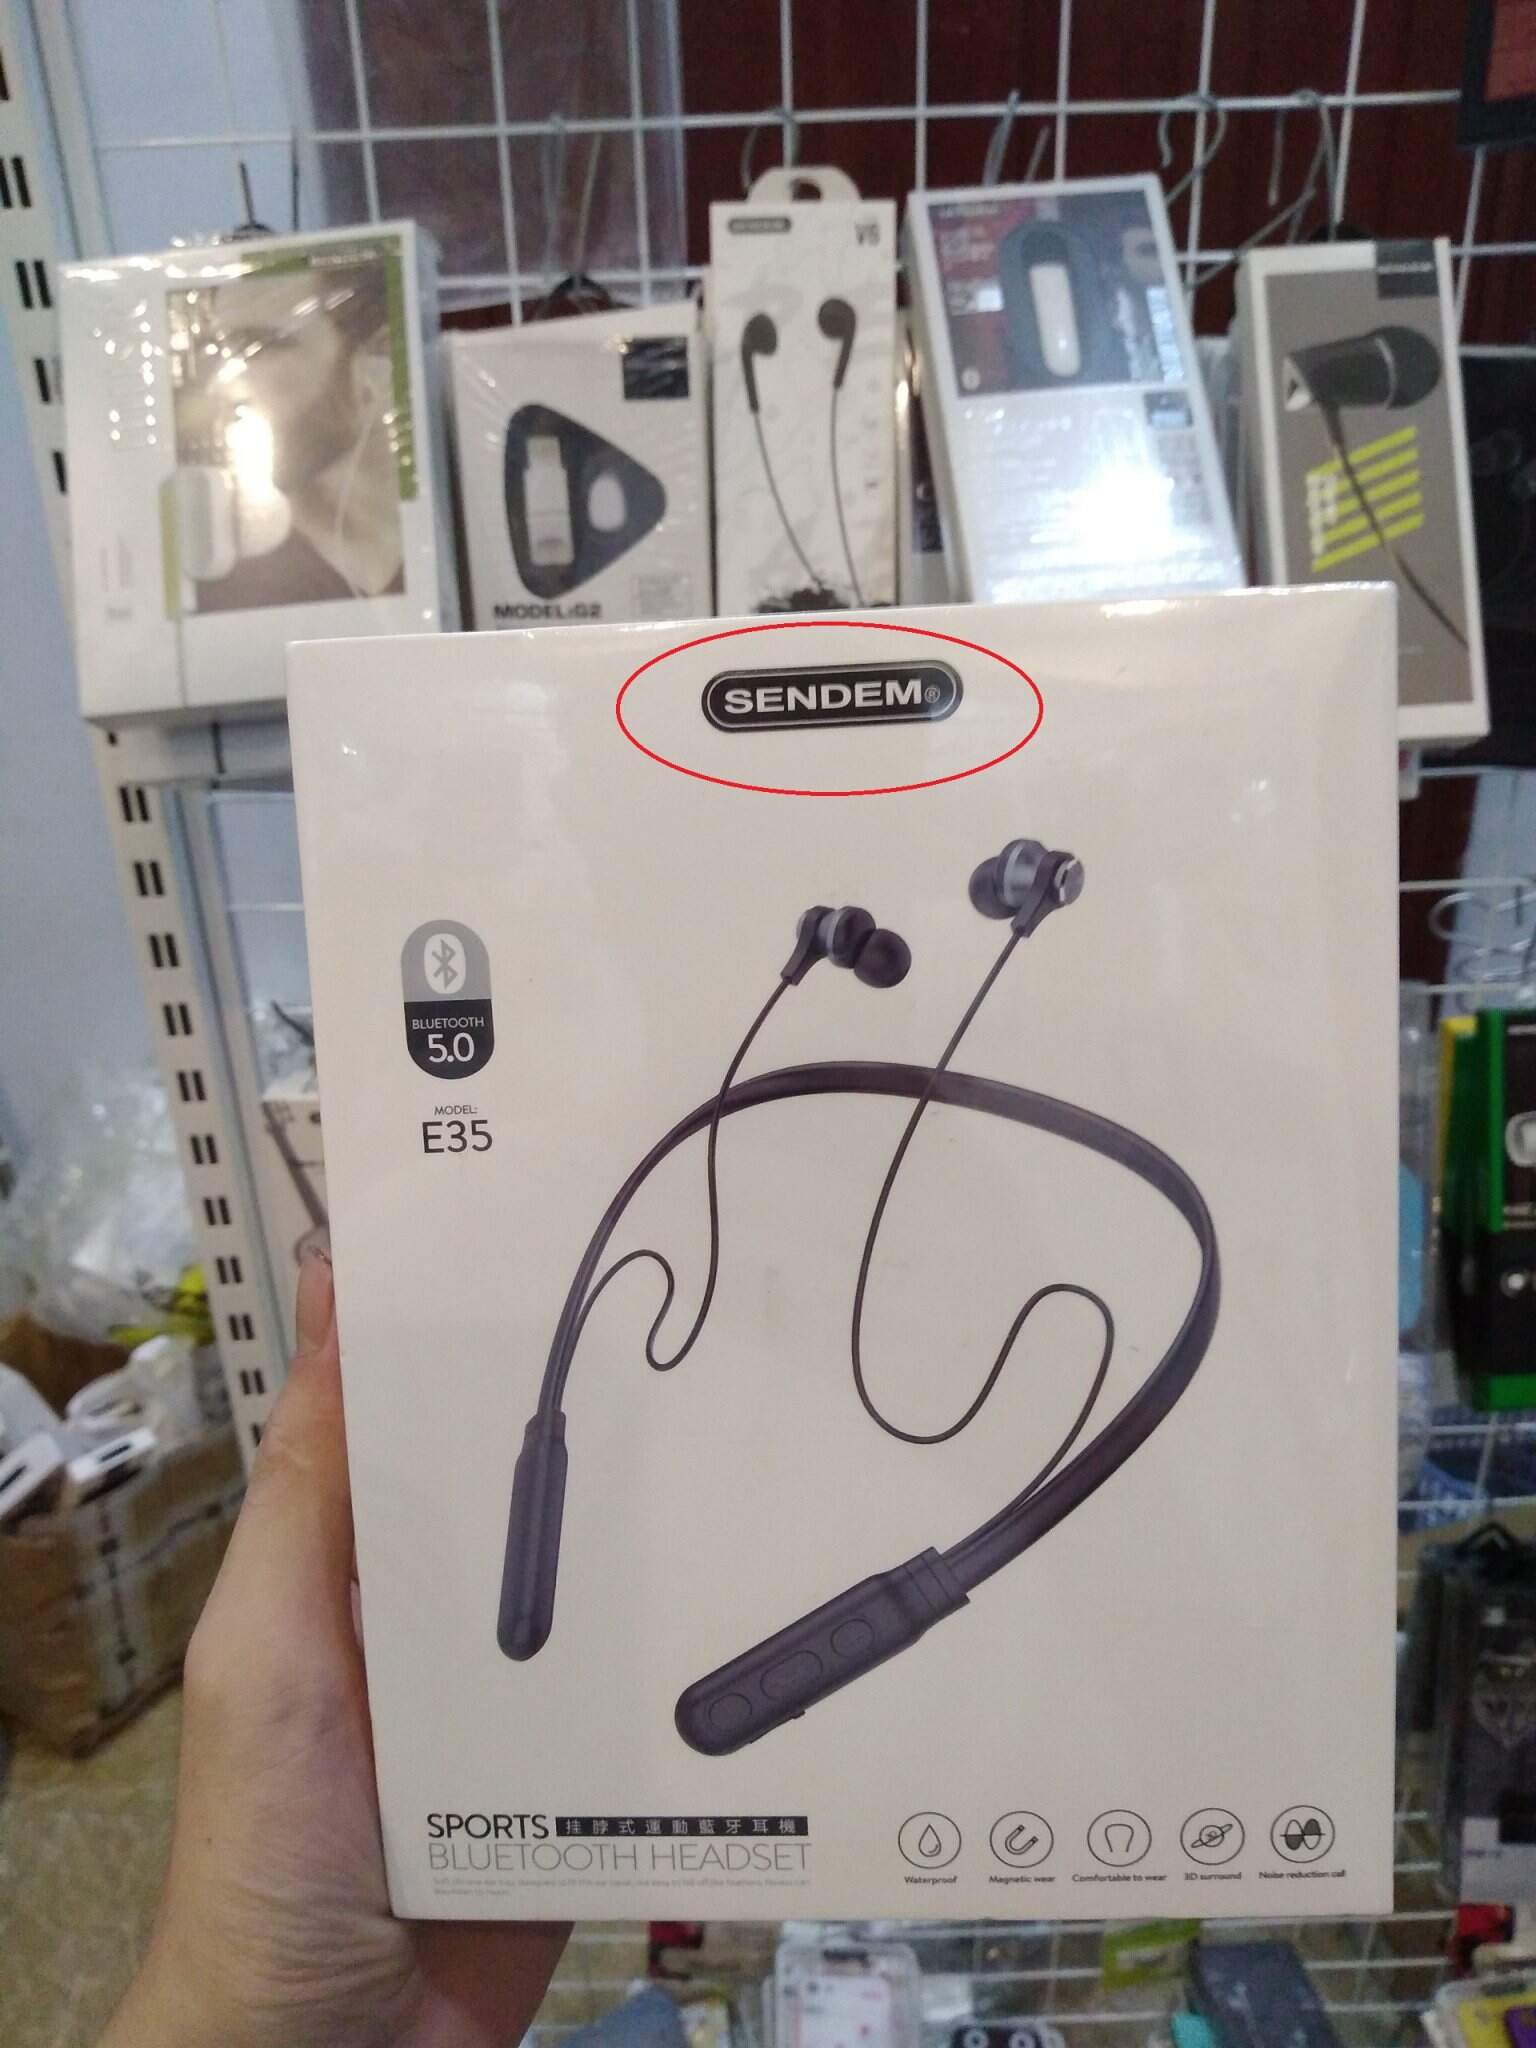 V6
MODEL:G2
SENDEM®
BLUETOOTH
5.0
MODEL:
E35
SPORTS 挂脖式運動藍牙耳機
BLUETOOTH HEADSET
Waterproof
Magnetic wear
Comfortable to wear
3D surround
Noise reduction call